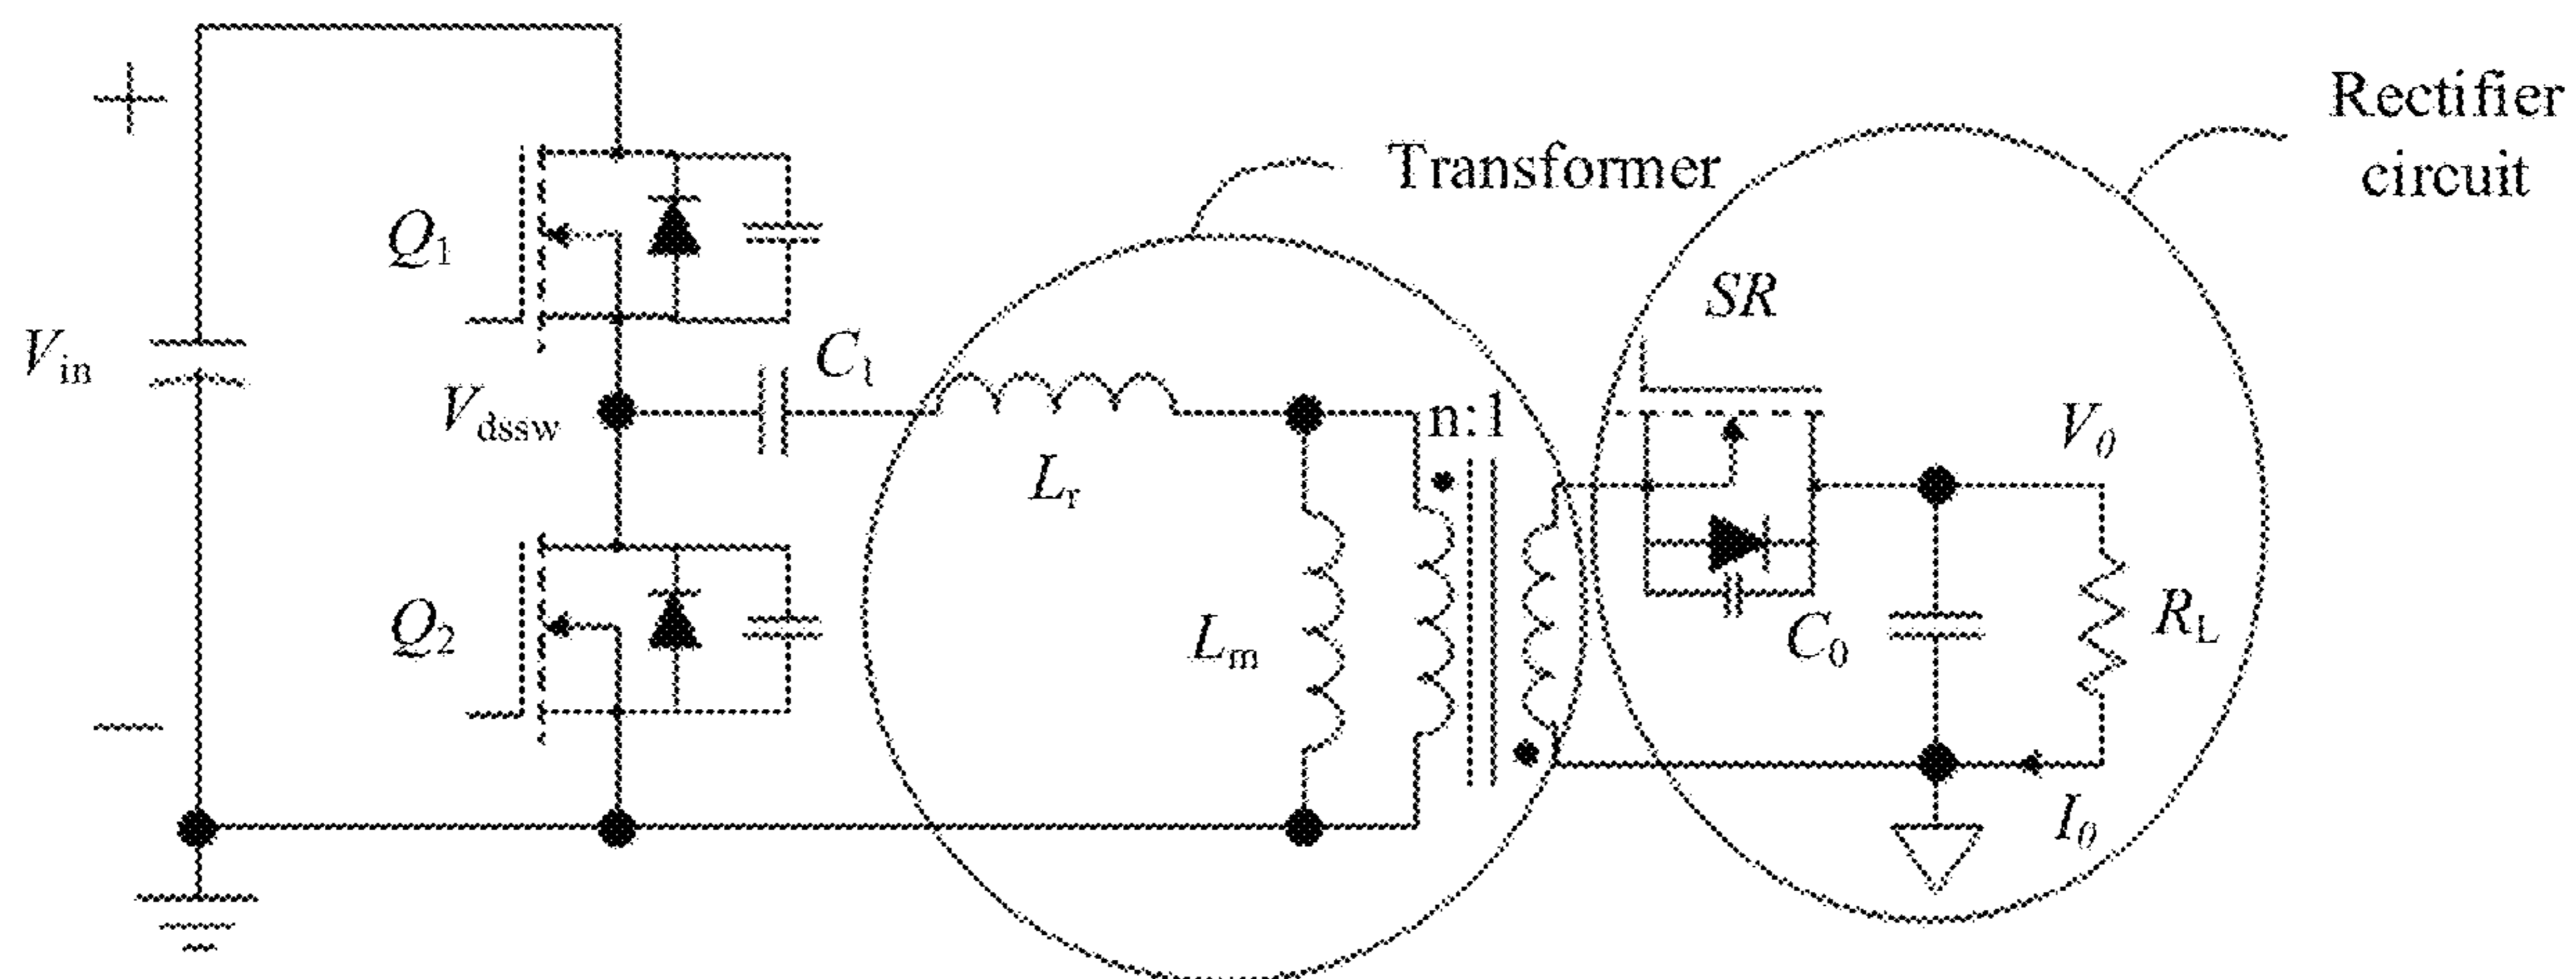 Rectifier
circuit
Transformer
+
Q1
SR
Vin
C1
Vdssw
n:1
V0
Lr
Q2
Lm
C0
RL
−
I0